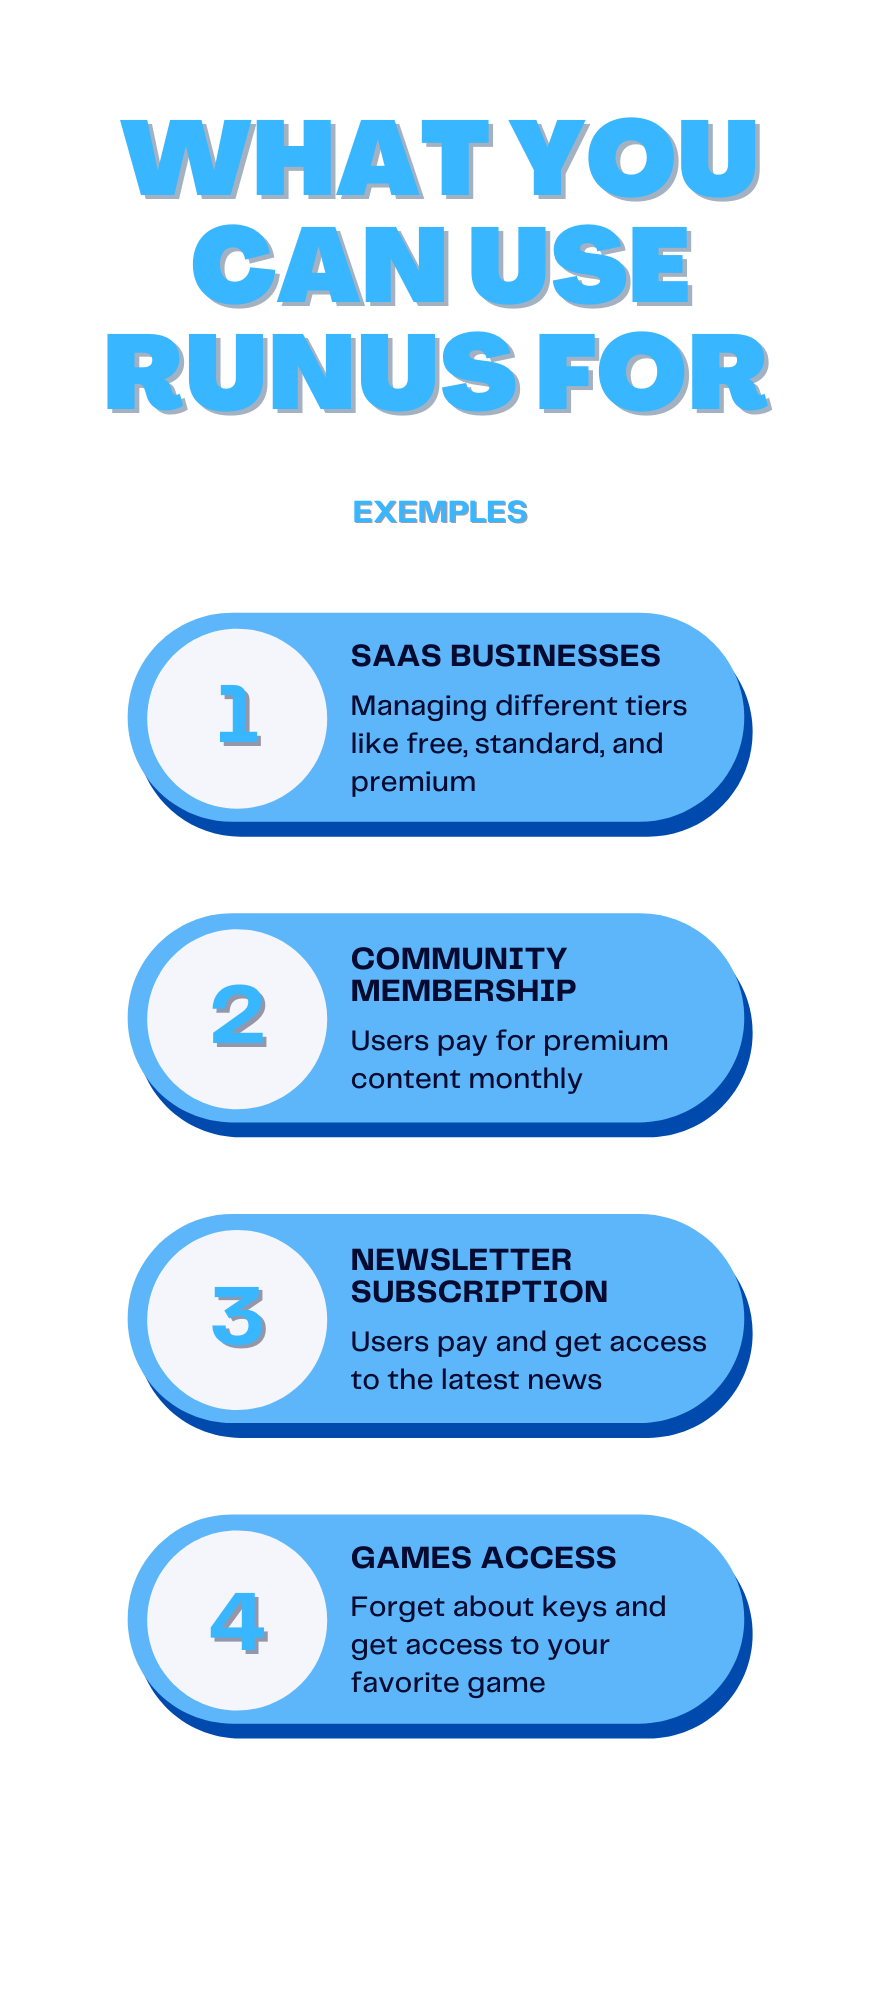 WHAT YOU
CAN USE
RUNUS FOR
EXEMPLES
1
SAAS BUSINESSES
Managing different tiers
like free, standard, and
premium
2
COMMUNITY
MEMBERSHIP
Users pay for premium
content monthly
3
NEWSLETTER
SUBSCRIPTION
Users pay and get access
to the latest news
4
GAMES ACCESS
Forget about keys and
get access to your
favorite game